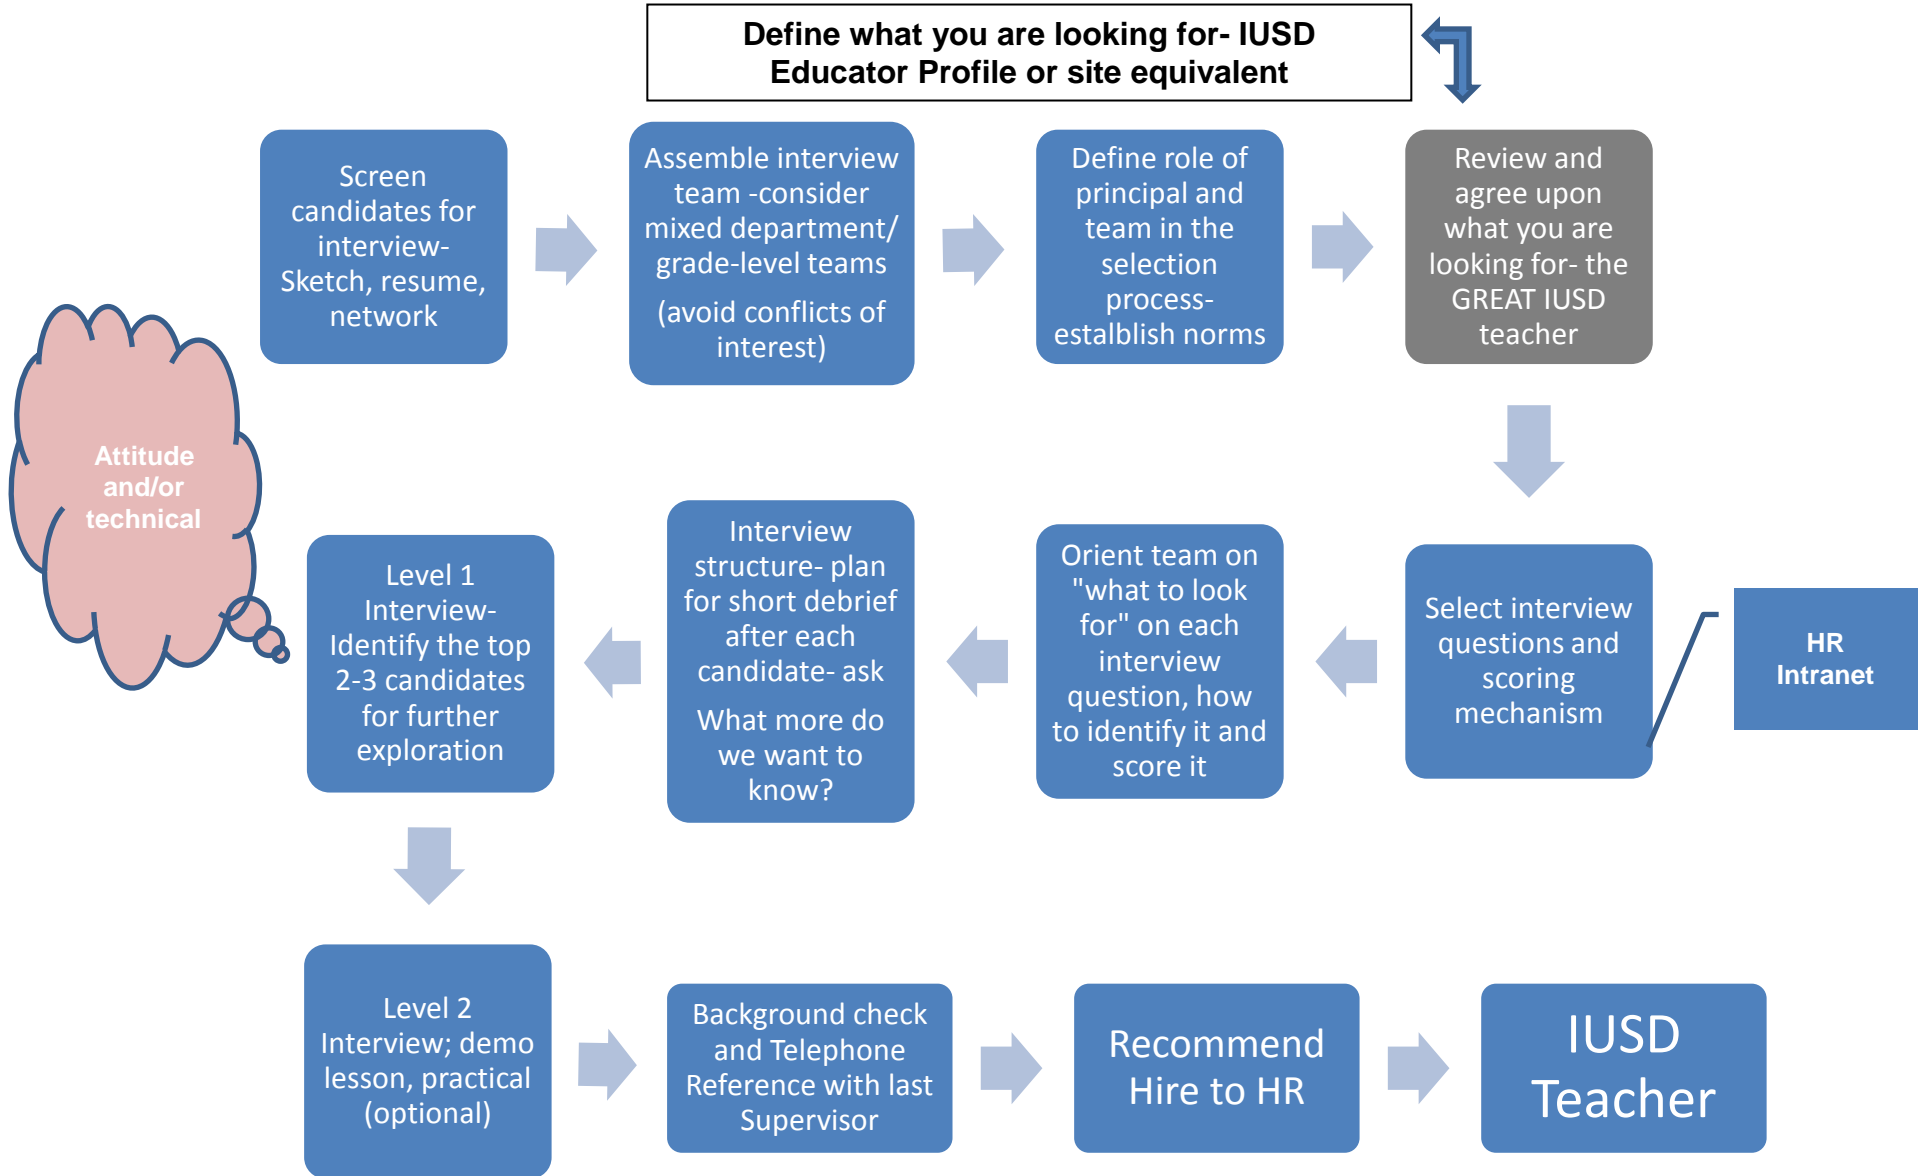 Define what you are looking for- IUSD
Educator Profile or site equivalent
Screen
candidates for
interview-
Sketch, resume,
network
Assemble interview
team -consider
mixed department/
grade-level teams
(avoid conflicts of
interest)
Define role of
principal and
team in the
selection
process-
estalblish norms
Review and
agree upon
what you are
looking for- the
GREAT IUSD
teacher
Select interview
questions and
scoring
mechanism
HR
Intranet
Orient team on
"what to look
for" on each
interview
question, how
to identify it and
score it
Interview
structure- plan
for short debrief
after each
candidate- ask
What more do
we want to
know?
Level 1
Interview-
Identify the top
2-3 candidates
for further
exploration
Attitude
and/or
technical
Level 2
Interview; demo
lesson, practical
(optional)
Background check
and Telephone
Reference with last
Supervisor
Recommend
Hire to HR
IUSD
Teacher